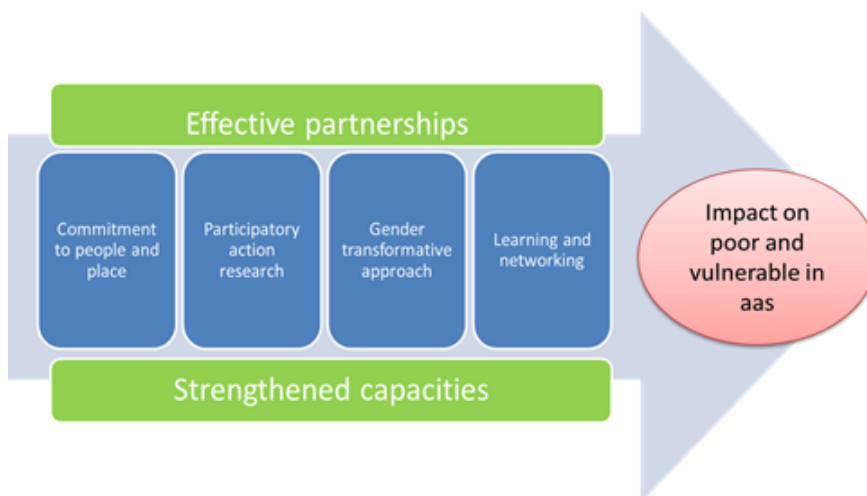 Effective partnerships
Commitment
to people and
place
Participatory
action
research
Gender
transformative
approach
Learning and
networking
Impact on
poor and
vulnerable in
aas
Strengthened capacities